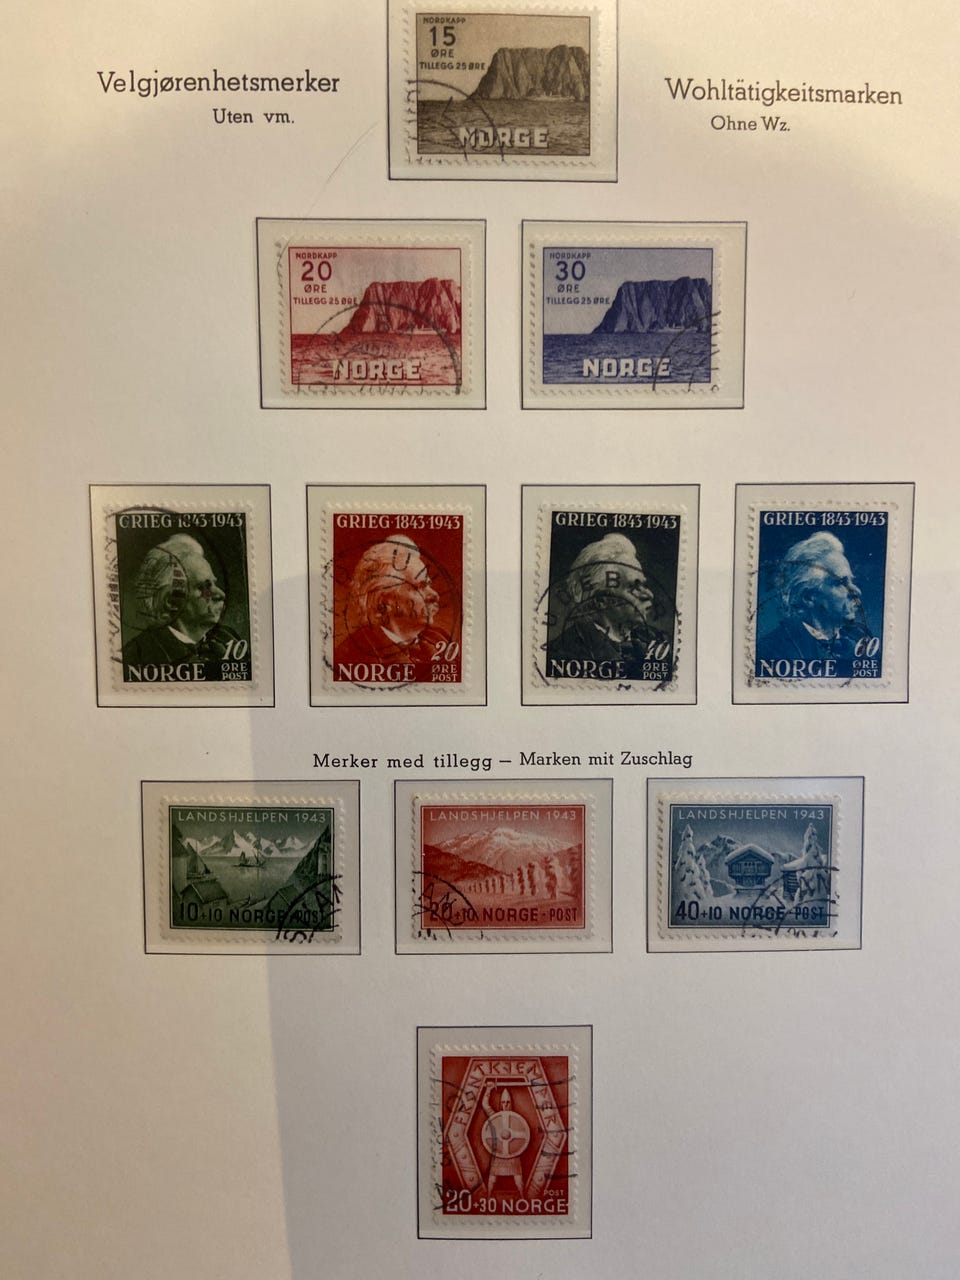 NORDKAPP
15
ØRE
TILLEGG 25 ØRE
NORGE
Velgjørenhetsmerker
Uten vm.
Wohltätigkeitsmarken
Ohne Wz.
NORDKAPP
20
ØRE
TILLEGG 25 ØRE
NORGE
NORDKAPP
30
ØRE
TILLEGG 25 ØRE
NORGE
GRIEG 1843-1943
10
NORGE ØRE
POST
GRIEG 1843-1943
20
NORGE ØRE
POST
GRIEG 1843-1943
40
NORGE ØRE
POST
GRIEG 1843-1943
60
NORGE ØRE
POST
Merker med tillegg — Marken mit Zuschlag
LANDSHJELPEN 1943
10+10 NORGE-POST
LANDSHJELPEN 1943
20+10 NORGE-POST
LANDSHJELPEN 1943
40+10 NORGE-POST
FRONTKJEMPER
POST
20+30 NORGE